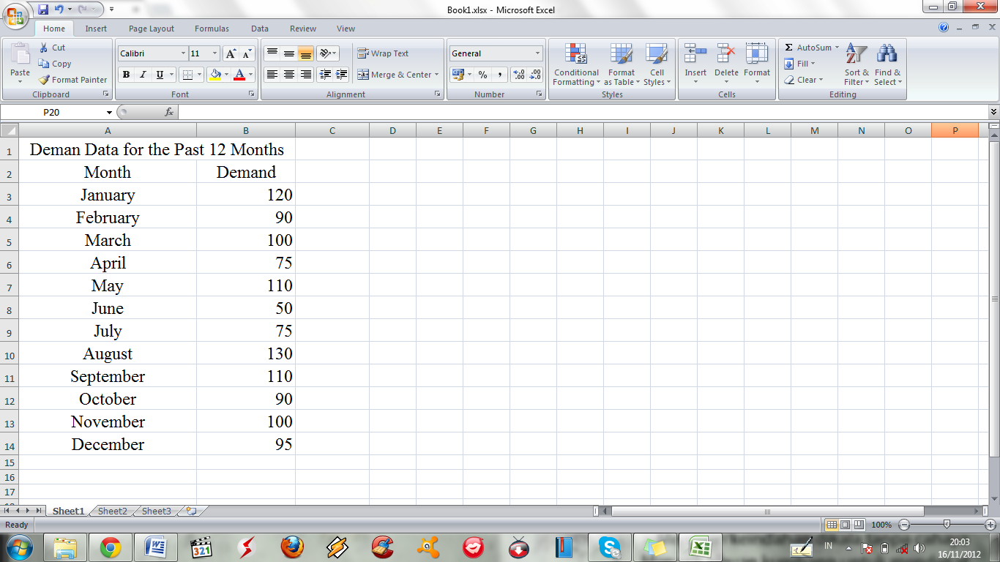 Book1.xlsx - Microsoft Excel
Home Insert Page Layout Formulas Data Review View
Paste
Cut
Copy
Format Painter
Clipboard
Calibri 11 A A
B I U A
Font
Wrap Text
Merge & Center
Alignment
General
% ,
Number
Conditional Formatting
Format as Table
Cell Styles
Styles
Insert Delete Format
Cells
Σ AutoSum
Fill
Clear
Sort & Filter
Find & Select
Editing
P20 fx
A B C D E F G H I J K L M N O P
1 Deman Data for the Past 12 Months
2 Month Demand
3 January 120
4 February 90
5 March 100
6 April 75
7 May 110
8 June 50
9 July 75
10 August 130
11 September 110
12 October 90
13 November 100
14 December 95
15
16
17
Sheet1 Sheet2 Sheet3
Ready 100%
321
IN
20:03
16/11/2012